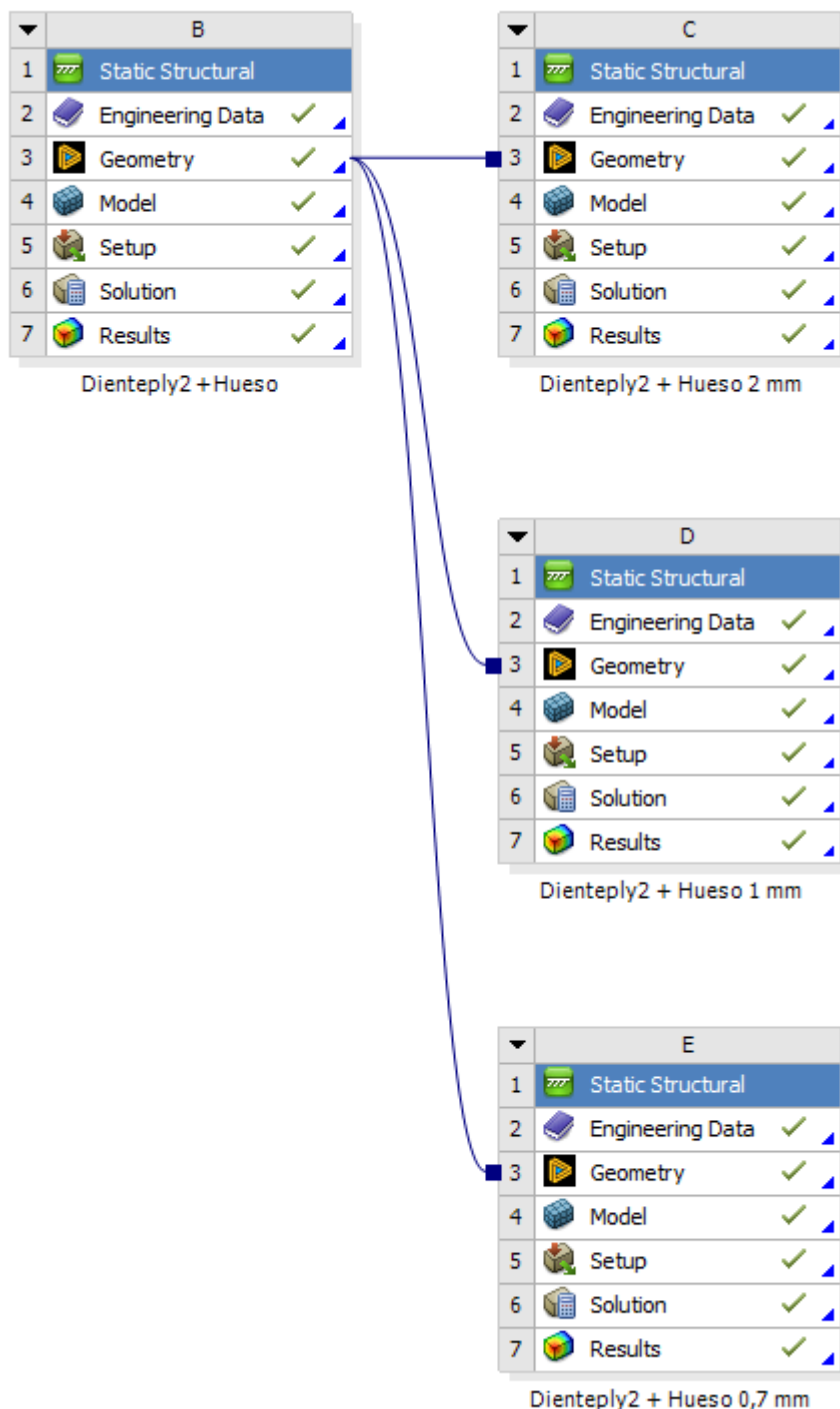 B
1 Static Structural
2 Engineering Data
3 Geometry
4 Model
5 Setup
6 Solution
7 Results
Dienteply2 +Hueso
C
1 Static Structural
2 Engineering Data
3 Geometry
4 Model
5 Setup
6 Solution
7 Results
Dienteply2 + Hueso 2 mm
D
1 Static Structural
2 Engineering Data
3 Geometry
4 Model
5 Setup
6 Solution
7 Results
Dienteply2 + Hueso 1 mm
E
1 Static Structural
2 Engineering Data
3 Geometry
4 Model
5 Setup
6 Solution
7 Results
Dienteply2 + Hueso 0,7 mm